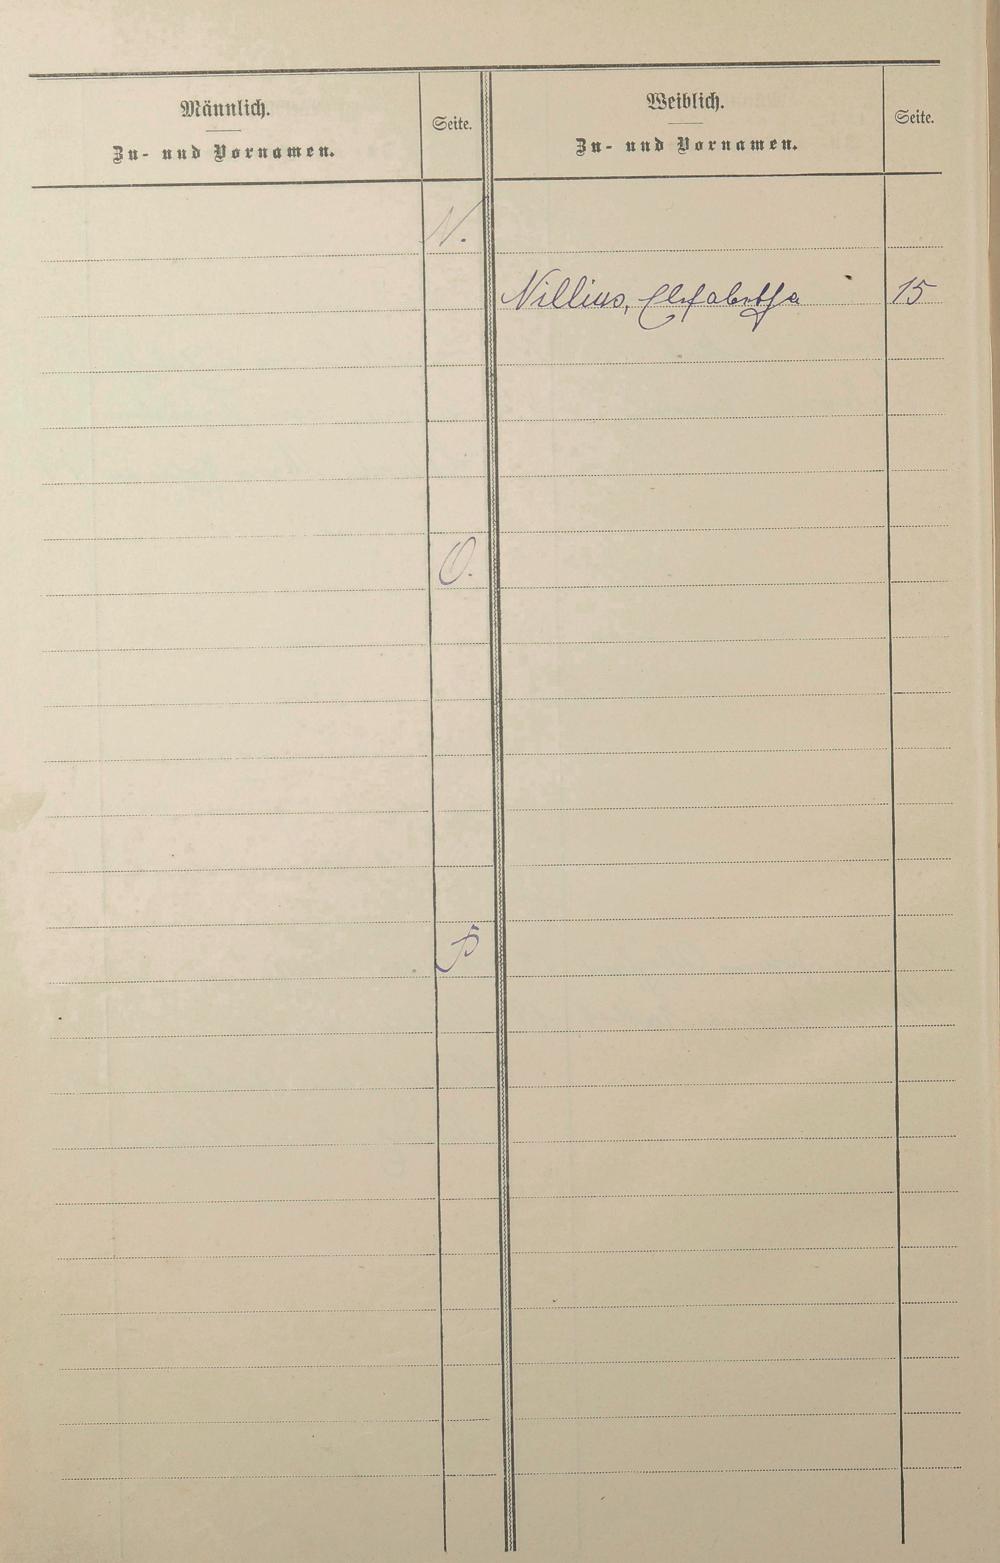 Männlich.
Zu- und Vornamen.
Seite.
Weiblich.
Zu- und Vornamen.
Seite.
N.
Nillius, Elisabetha 15
O.
P